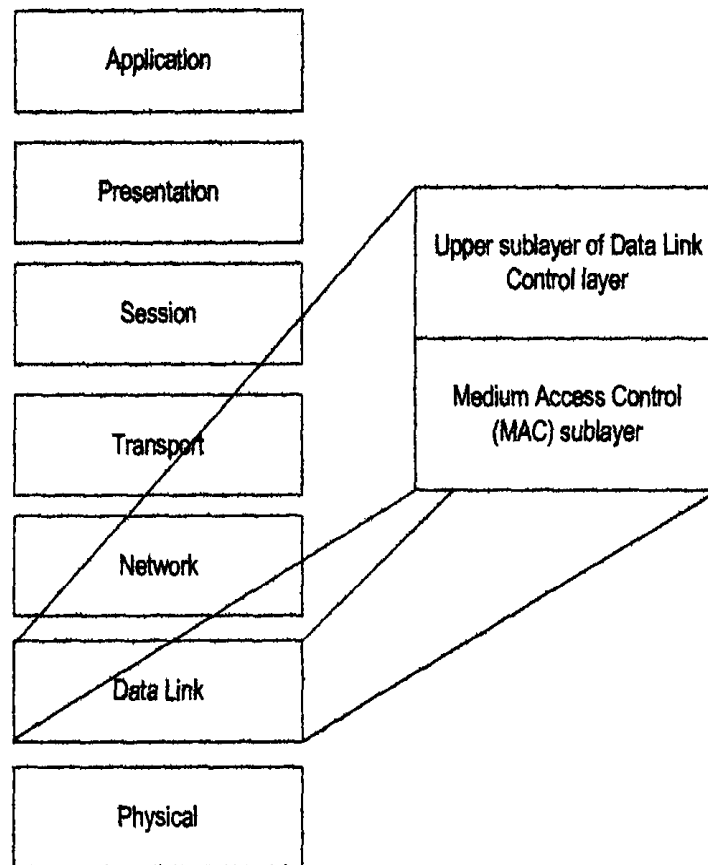 Application
Presentation
Session
Transport
Network
Data Link
Physical
Upper sublayer of Data Link
Control layer
Medium Access Control
(MAC) sublayer